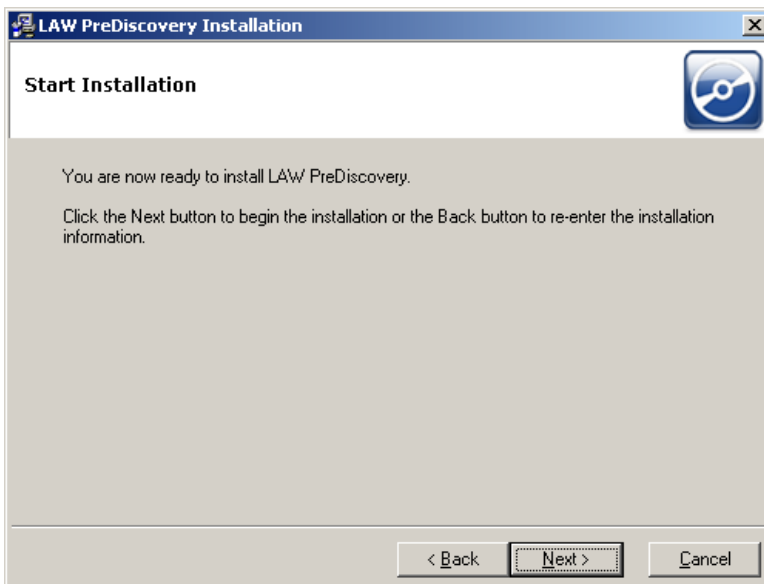 LAW PreDiscovery Installation
Start Installation
You are now ready to install LAW PreDiscovery.
Click the Next button to begin the installation or the Back button to re-enter the installation
information.
< Back Next > Cancel